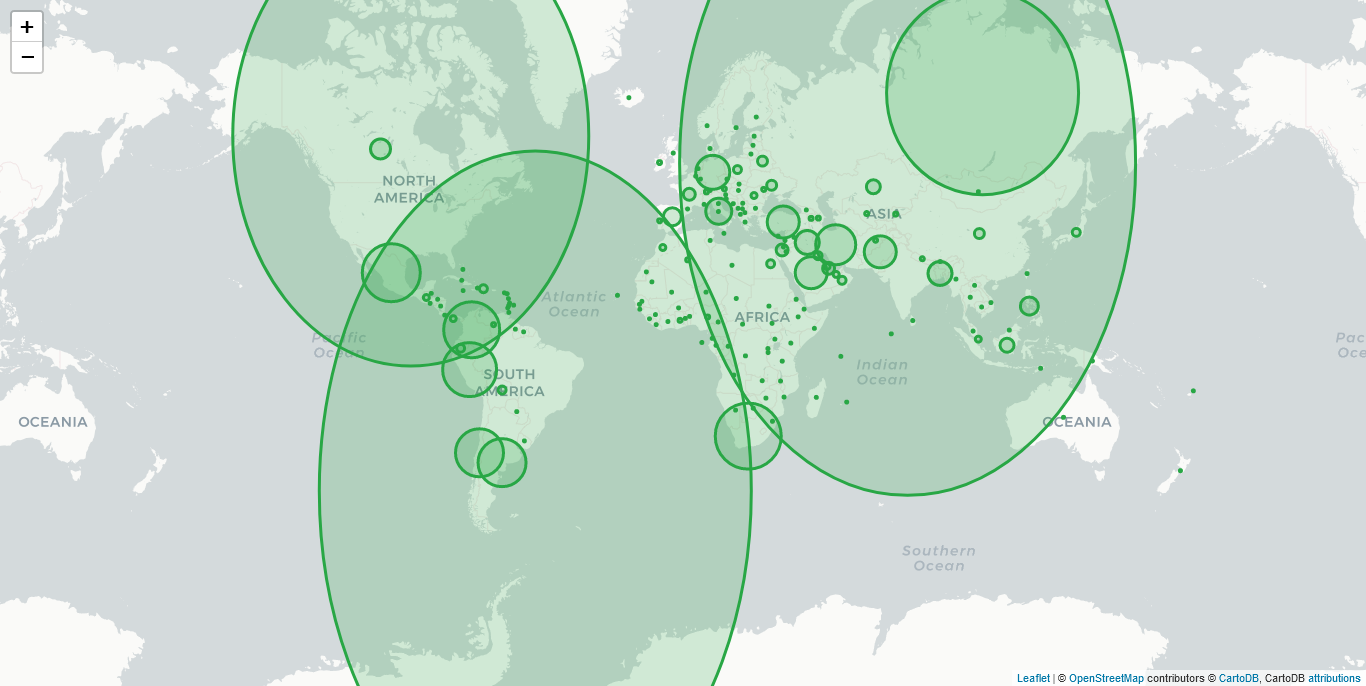 +
−
NORTH
AMERICA
Atlantic
Ocean
Pacific
Ocean
SOUTH
AMERICA
AFRICA
ASIA
Indian
Ocean
OCEANIA
OCEANIA
Pac
Oce
Southern
Ocean
Leaflet | © OpenStreetMap contributors © CartoDB, CartoDB attributions